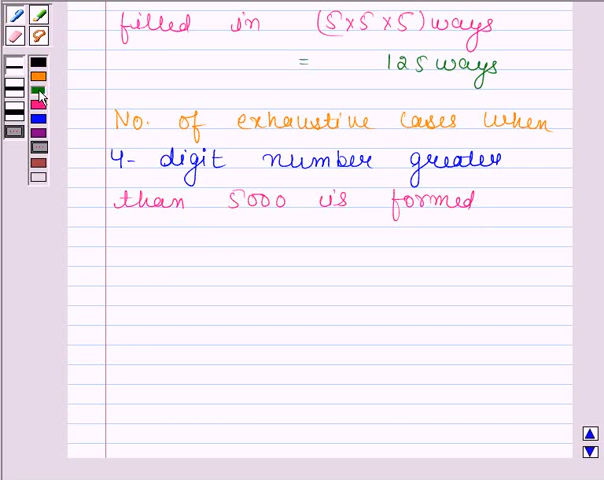 filled in (5×5×5) ways
= 125 ways
No. of exhaustive cases when
4- digit number greater
than 5000 is formed